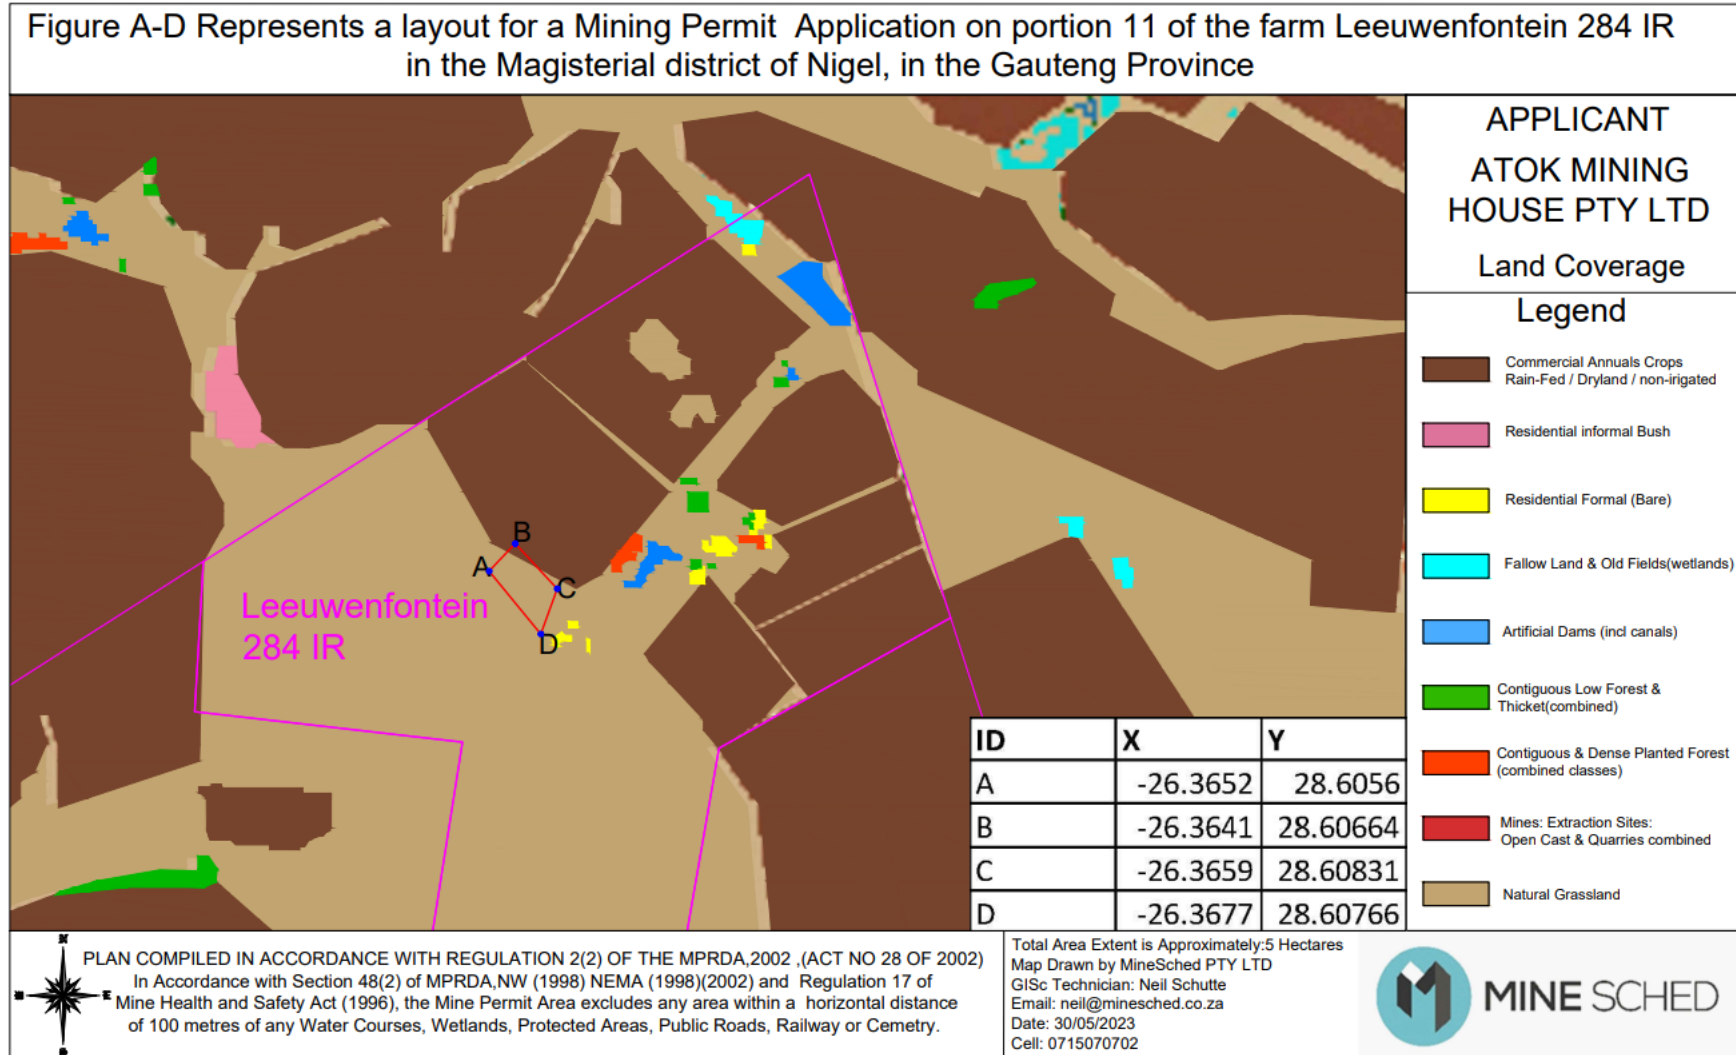 Figure A-D Represents a layout for a Mining Permit Application on portion 11 of the farm Leeuwenfontein 284 IR
in the Magisterial district of Nigel, in the Gauteng Province
APPLICANT
ATOK MINING
HOUSE PTY LTD
Land Coverage
Legend
Commercial Annuals Crops
Rain-Fed / Dryland / non-irigated
Residential informal Bush
Residential Formal (Bare)
Fallow Land & Old Fields(wetlands)
Artificial Dams (incl canals)
Contiguous Low Forest &
Thicket(combined)
Contiguous & Dense Planted Forest
(combined classes)
Mines: Extraction Sites:
Open Cast & Quarries combined
Natural Grassland
B
A
C
D
Leeuwenfontein
284 IR
ID X Y
A -26.3652 28.6056
B -26.3641 28.60664
C -26.3659 28.60831
D -26.3677 28.60766
N
E
PLAN COMPILED IN ACCORDANCE WITH REGULATION 2(2) OF THE MPRDA,2002 ,(ACT NO 28 OF 2002)
In Accordance with Section 48(2) of MPRDA,NW (1998) NEMA (1998)(2002) and Regulation 17 of
Mine Health and Safety Act (1996), the Mine Permit Area excludes any area within a horizontal distance
of 100 metres of any Water Courses, Wetlands, Protected Areas, Public Roads, Railway or Cemetry.
Total Area Extent is Approximately:5 Hectares
Map Drawn by MineSched PTY LTD
GISc Technician: Neil Schutte
Email: neil@minesched.co.za
Date: 30/05/2023
Cell: 0715070702
MINE SCHED